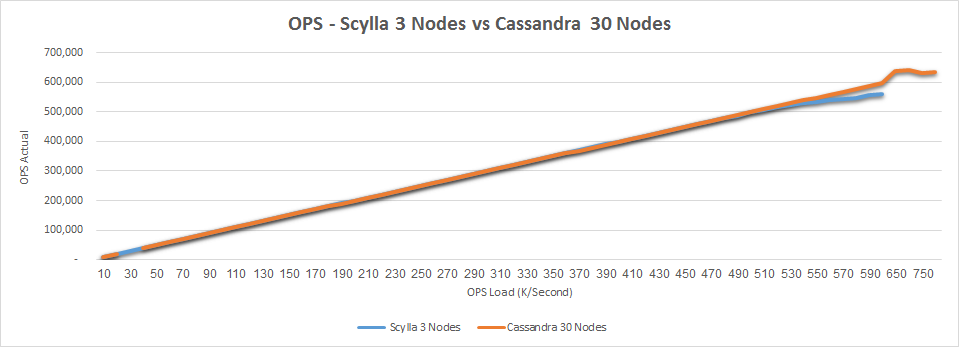 OPS - Scylla 3 Nodes vs Cassandra 30 Nodes
700,000
600,000
500,000
400,000
300,000
200,000
100,000
-
OPS Actual
10 30 50 70 90 110 130 150 170 190 210 230 250 270 290 310 330 350 370 390 410 430 450 470 490 510 530 550 570 590 650 750
OPS Load (K/Second)
Scylla 3 Nodes Cassandra 30 Nodes